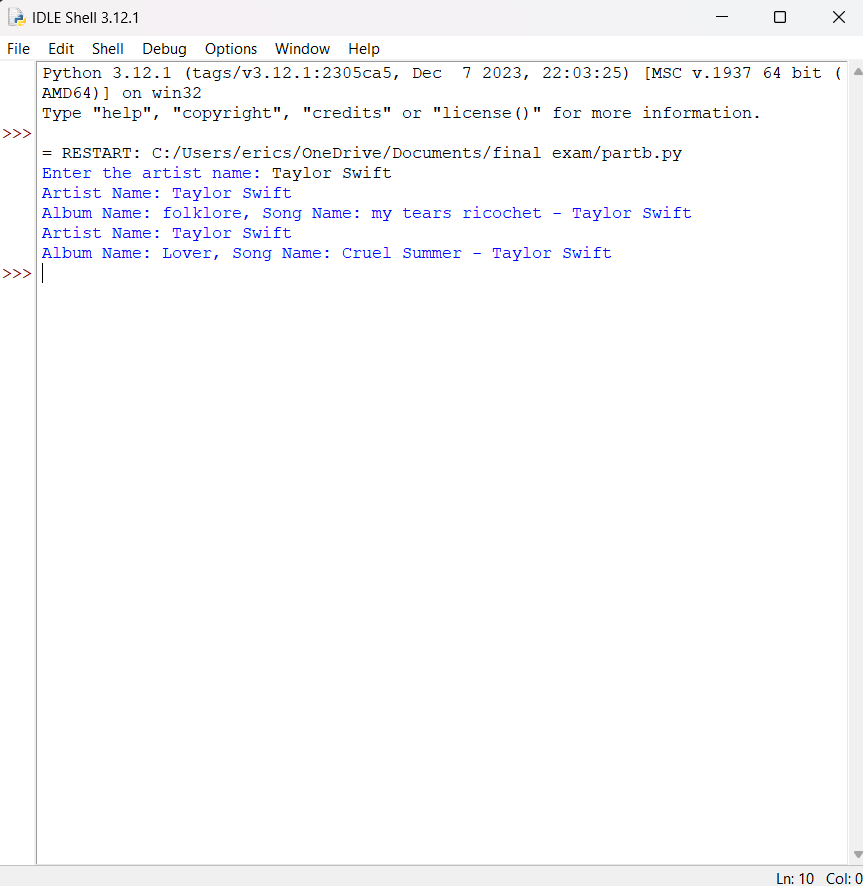 IDLE Shell 3.12.1
File Edit Shell Debug Options Window Help
Python 3.12.1 (tags/v3.12.1:2305ca5, Dec  7 2023, 22:03:25) [MSC v.1937 64 bit (
AMD64)] on win32
Type "help", "copyright", "credits" or "license()" for more information.
>>>
= RESTART: C:/Users/erics/OneDrive/Documents/final exam/partb.py
Enter the artist name: Taylor Swift
Artist Name: Taylor Swift
Album Name: folklore, Song Name: my tears ricochet - Taylor Swift
Artist Name: Taylor Swift
Album Name: Lover, Song Name: Cruel Summer - Taylor Swift
>>>
Ln: 10 Col: 0